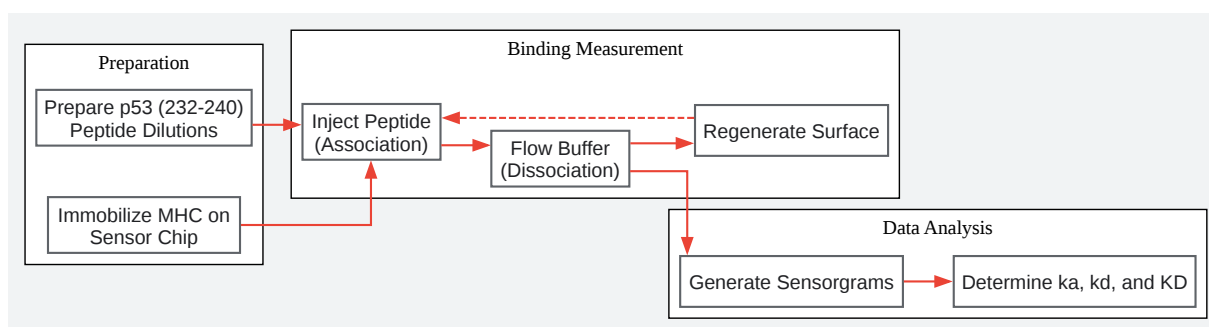 Preparation
Prepare p53 (232-240)
Peptide Dilutions
Immobilize MHC on
Sensor Chip
Binding Measurement
Inject Peptide
(Association)
Flow Buffer
(Dissociation)
Regenerate Surface
Data Analysis
Generate Sensorgrams
Determine ka, kd, and KD